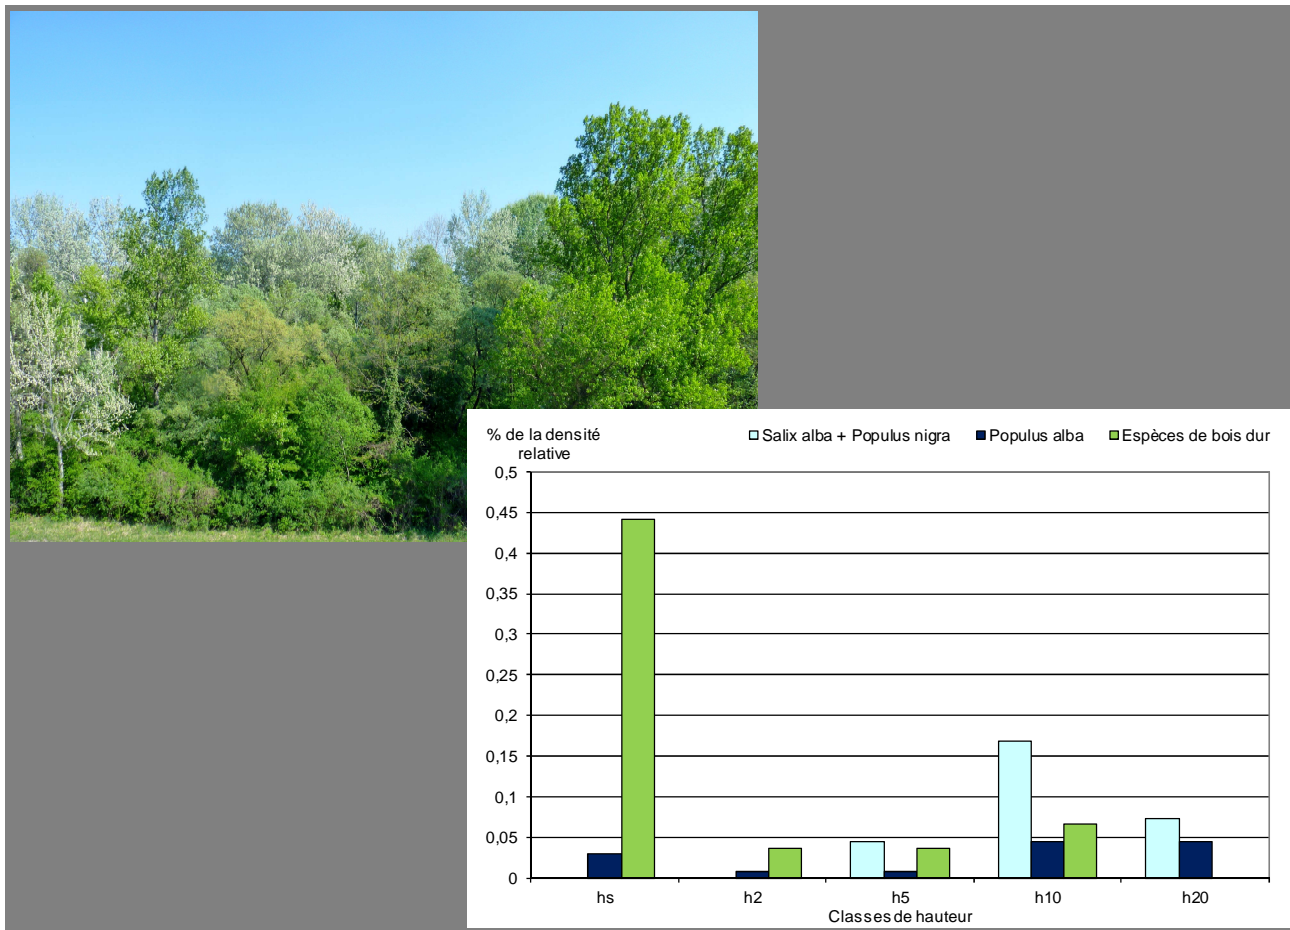 % de la densité
relative
Salix alba + Populus nigra
Populus alba
Espèces de bois dur
0,5
0,45
0,4
0,35
0,3
0,25
0,2
0,15
0,1
0,05
0
hs
h2
h5
h10
h20
Classes de hauteur